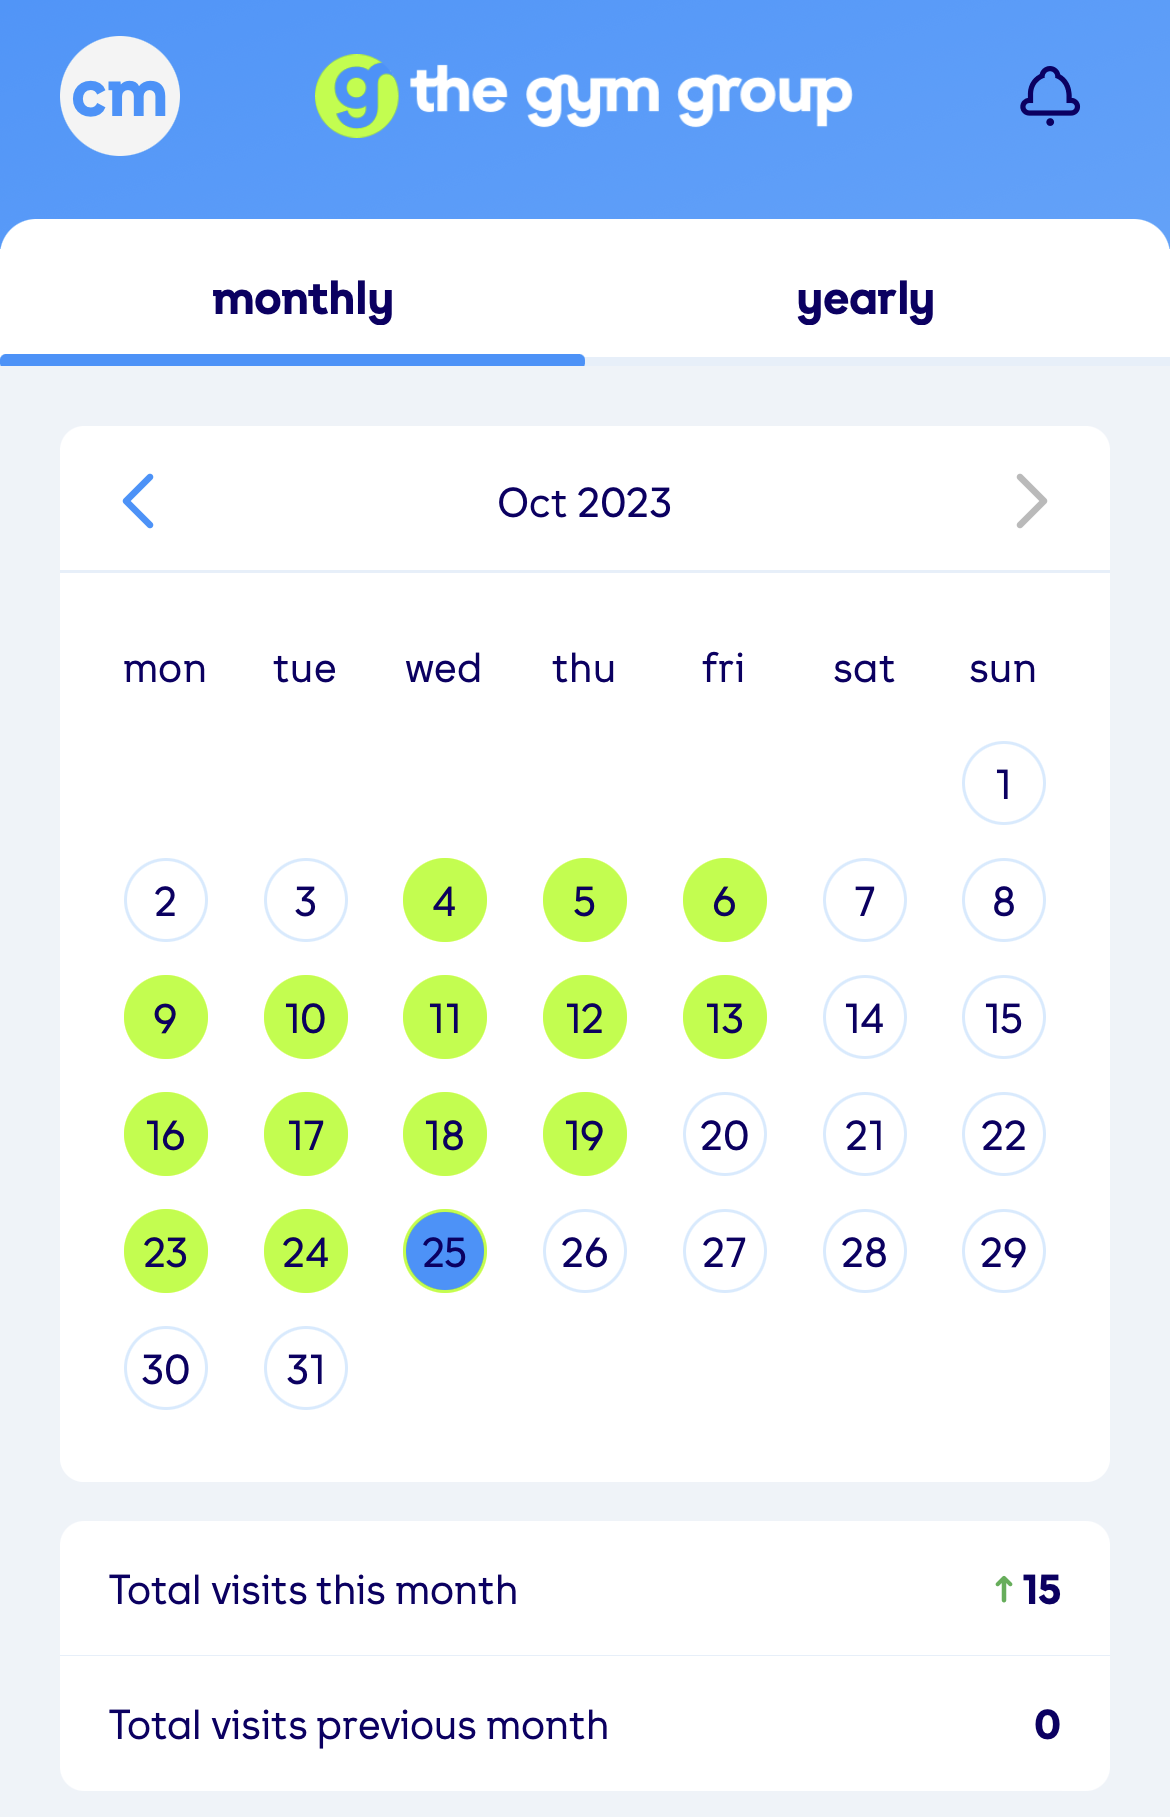 cm
g the gym group
monthly yearly
Oct 2023
mon tue wed thu fri sat sun
1
2 3 4 5 6 7 8
9 10 11 12 13 14 15
16 17 18 19 20 21 22
23 24 25 26 27 28 29
30 31
Total visits this month ↑ 15
Total visits previous month 0